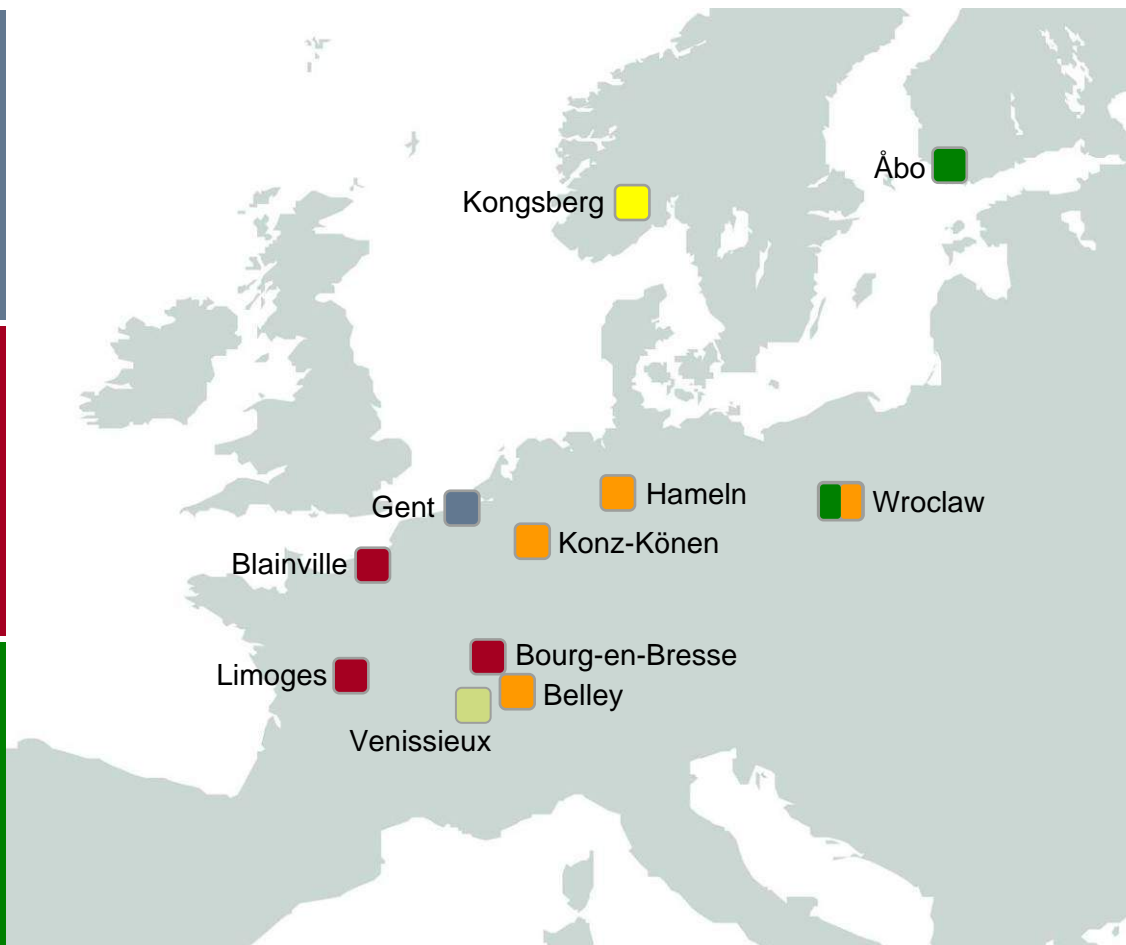 Åbo
Kongsberg
Hameln
Wroclaw
Gent
Konz-Könen
Blainville
Bourg-en-Bresse
Limoges
Belley
Venissieux